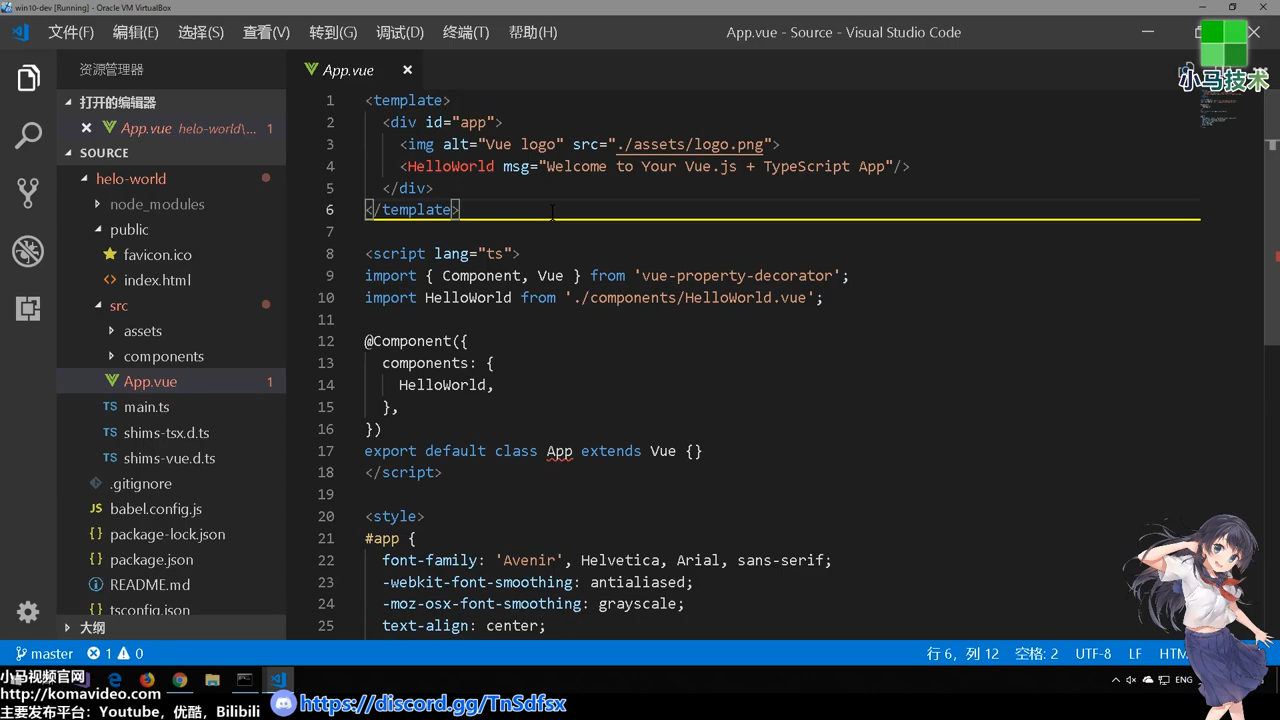 win10-dev [Running] - Oracle VM VirtualBox
文件(F) 编辑(E) 选择(S) 查看(V) 转到(G) 调试(D) 终端(T) 帮助(H) App.vue - Source - Visual Studio Code
小马技术
资源管理器
打开的编辑器
App.vue helo-world\... 1
SOURCE
helo-world
node_modules
public
favicon.ico
index.html
src
assets
components
App.vue 1
TS main.ts
TS shims-tsx.d.ts
TS shims-vue.d.ts
.gitignore
JS babel.config.js
{} package-lock.json
{} package.json
README.md
tsconfig.json
大纲
App.vue
1 <template>
2 <div id="app">
3 <img alt="Vue logo" src="./assets/logo.png">
4 <HelloWorld msg="Welcome to Your Vue.js + TypeScript App"/>
5 </div>
6 </template>
7
8 <script lang="ts">
9 import { Component, Vue } from 'vue-property-decorator';
10 import HelloWorld from './components/HelloWorld.vue';
11
12 @Component({
13 components: {
14 HelloWorld,
15 },
16 })
17 export default class App extends Vue {}
18 </script>
19
20 <style>
21 #app {
22 font-family: 'Avenir', Helvetica, Arial, sans-serif;
23 -webkit-font-smoothing: antialiased;
24 -moz-osx-font-smoothing: grayscale;
25 text-align: center;
master 1 0 行 6，列 12 空格: 2 UTF-8 LF HTM
小马视频官网
http://komavideo.com
主要发布平台：Youtube，优酷，Bilibili
https://discord.gg/TnSdfsx
ENG